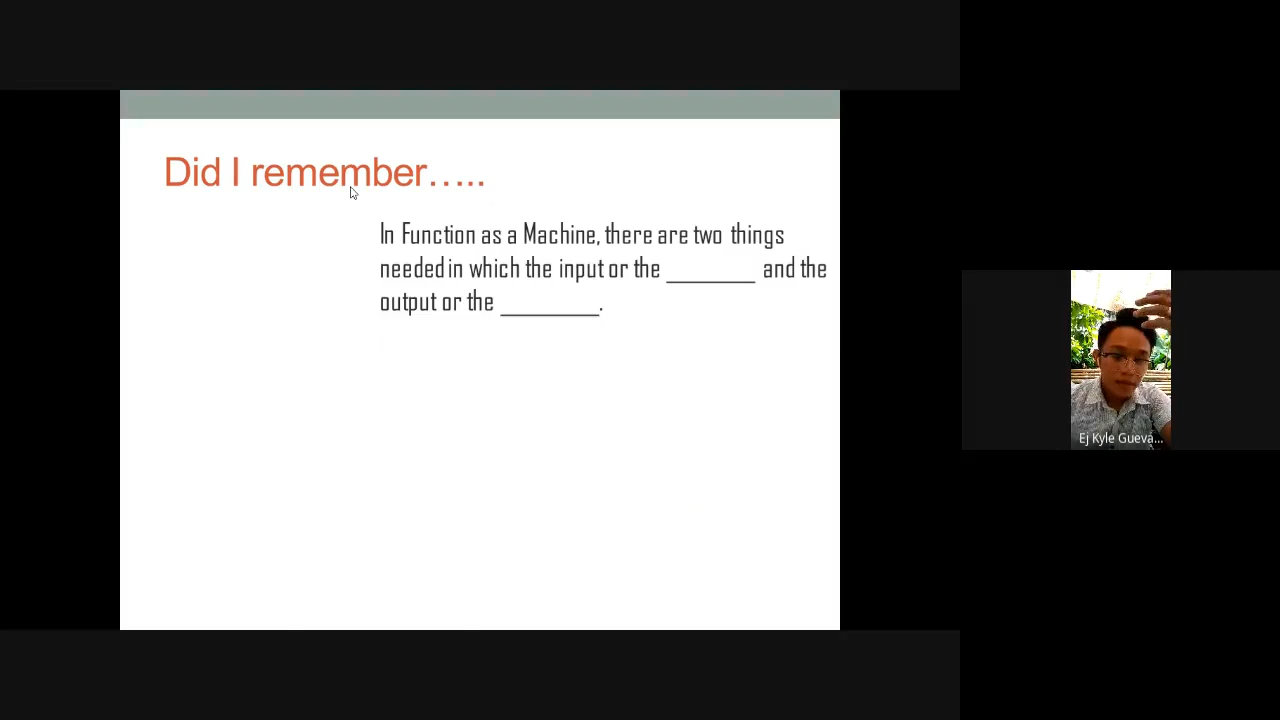 Did I remember…..
In Function as a Machine, there are two things
needed in which the input or the ________ and the
output or the _________.
Ej Kyle Gueva...